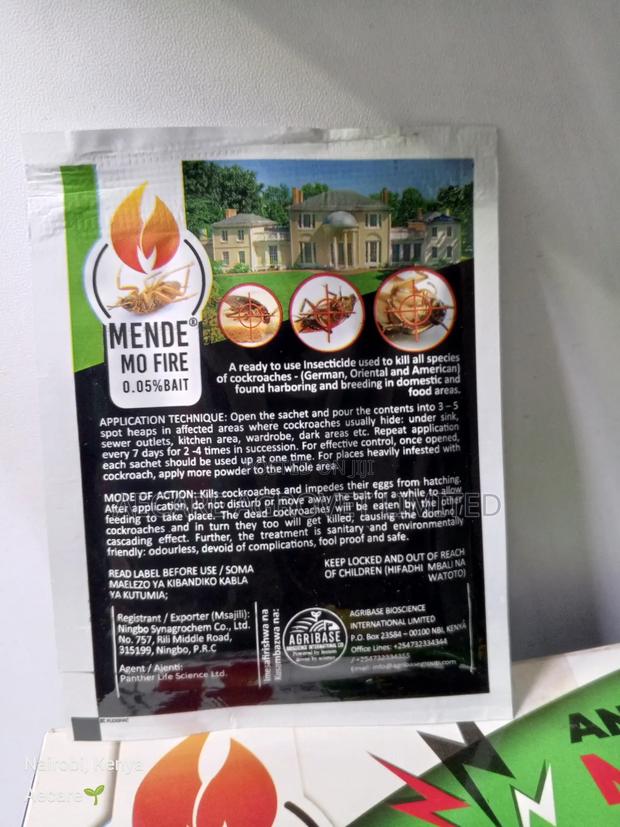 MENDE®
MO FIRE
0.05%BAIT
A ready to use Insecticide used to kill all species
of cockroaches - (German, Oriental and American)
found harboring and breeding in domestic and
food areas.
APPLICATION TECHNIQUE: Open the sachet and pour the contents into 3 – 5
spot heaps in affected areas where cockroaches usually hide: under sink,
sewer outlets, kitchen area, wardrobe, dark areas etc. Repeat application
every 7 days for 2 -4 times in succession. For effective control, once opened,
each sachet should be used up at one time. For places heavily infested with
cockroach, apply more powder to the whole area.
MODE OF ACTION: Kills cockroaches and impedes their eggs from hatching.
After application, do not disturb or move away the bait for a while to allow
feeding to take place. The dead cockroaches will be eaten by the other
cockroaches and in turn they too will get killed, causing the domino
cascading effect. Further, the treatment is sanitary and environmentally
friendly: odourless, devoid of complications, fool proof and safe.
READ LABEL BEFORE USE / SOMA
MAELEZO YA KIBANDIKO KABLA
YA KUTUMIA;
KEEP LOCKED AND OUT OF REACH
OF CHILDREN (HIFADHI MBALI NA
WATOTO)
Registrant / Exporter (Msajili):
Ningbo Synagrochem Co., Ltd.
No. 757, Rili Middle Road,
315199, Ningbo, P.R.C
Agent / Ajenti:
Panther Life Science Ltd.
Kusambazwa na:
AGRIBASE
BIOSCIENCE INTERNATIONAL CO
AGRIBASE BIOSCIENCE
INTERNATIONAL LIMITED
P.O. Box 23584 – 00100 NBI, KENYA
Office Lines: +254732334344
/ +254732334355
LIMITED
Nairobi, Kenya
Aecare
AN